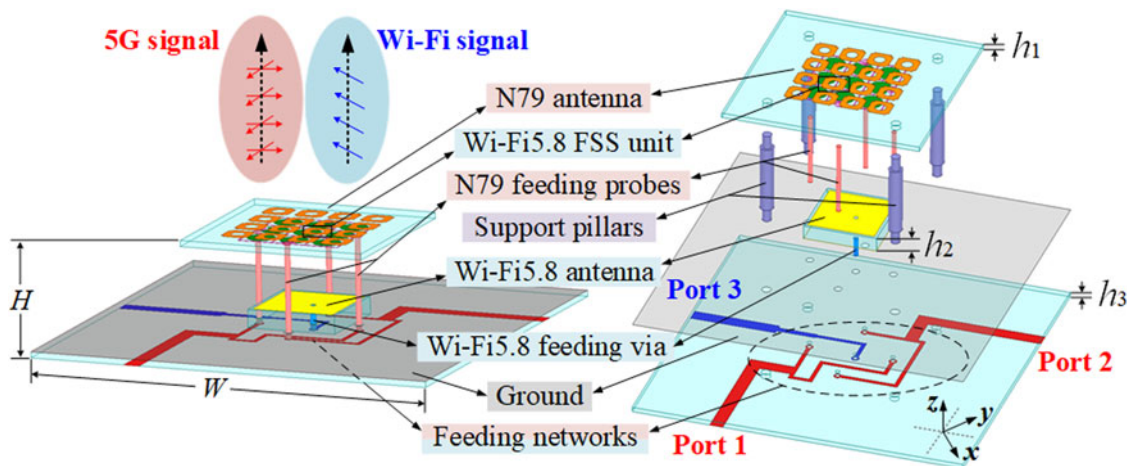 5G signal
Wi-Fi signal
N79 antenna
Wi-Fi5.8 FSS unit
N79 feeding probes
Support pillars
Wi-Fi5.8 antenna
Wi-Fi5.8 feeding via
Ground
Feeding networks
H
W
h1
h2
h3
Port 3
Port 2
Port 1
z
y
x